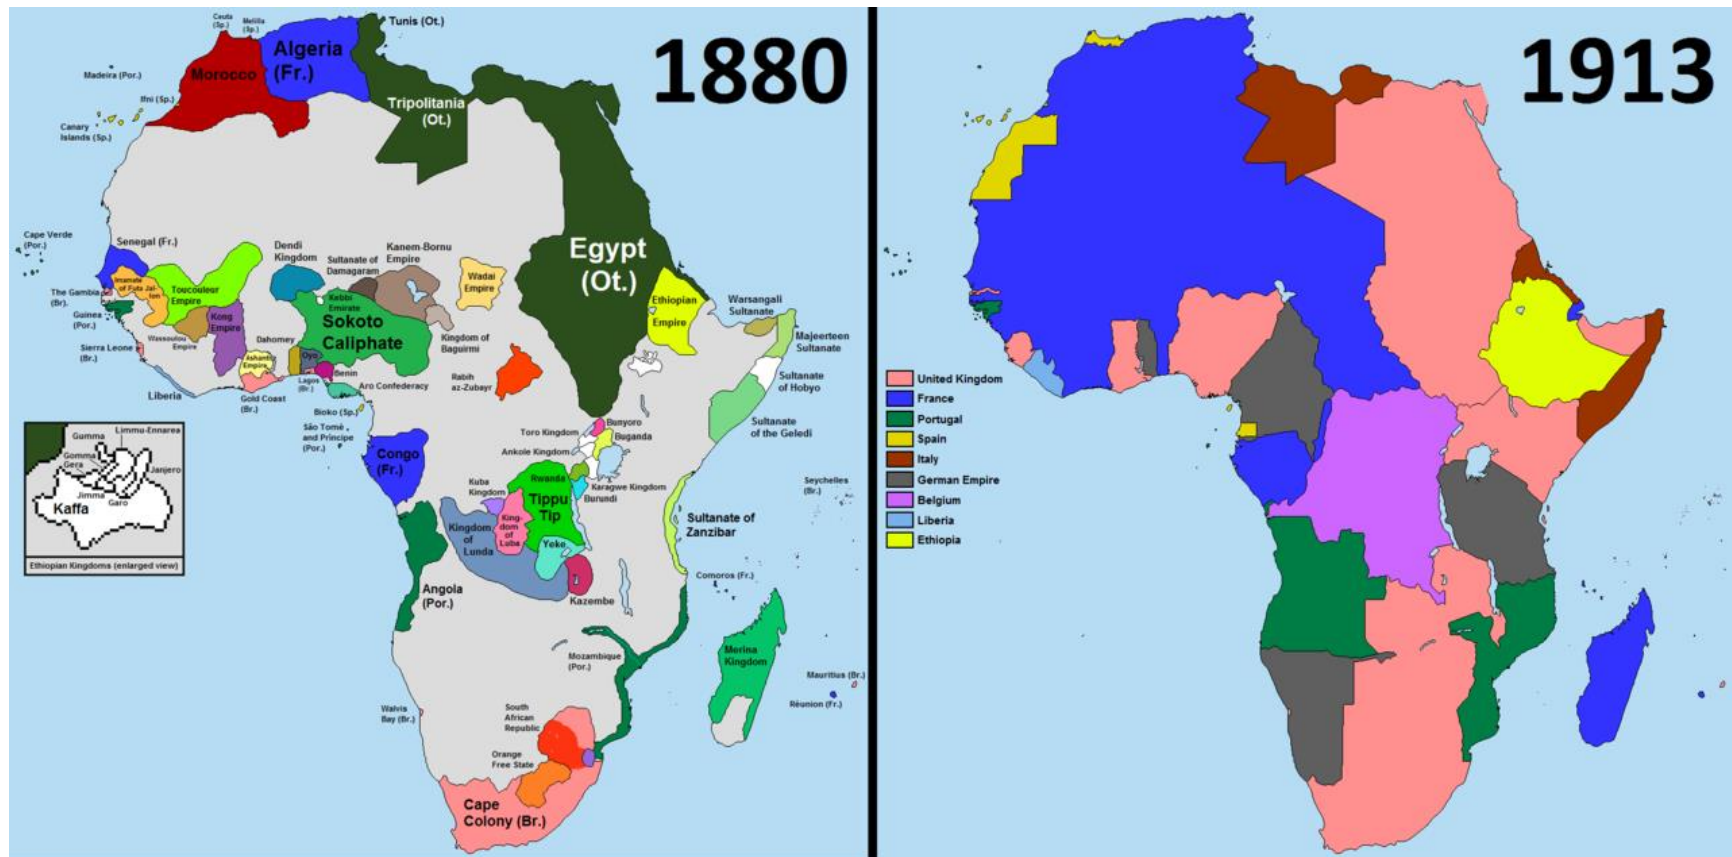 1880
Ceuta
(Sp.)
Melilla
(Sp.)
Tunis (Ot.)
Algeria
(Fr.)
Morocco
Madeira (Por.)
Ifni (Sp.)
Canary
Islands (Sp.)
Tripolitania
(Ot.)
Egypt
(Ot.)
Cape Verde
(Por.)
Senegal (Fr.)
Dendi
Kingdom
Sultanate of
Damagaram
Kanem-Bornu
Empire
Wadai
Empire
Imamate
of Futa Jal-
lon
Toucouleur
Empire
The Gambia
(Br).
Guinea
(Por.)
Kong
Empire
Wassoulou
Empire
Kebbi
Emirate
Sokoto
Caliphate
Ethiopian
Empire
Warsangali
Sultanate
Majeerteen
Sultanate
Sierra Leone
(Br.)
Dahomey
Ashanti
Empire
Oyo
Benin
Lagos
(Br.)
Kingdom of
Baguirmi
Rabih
az-Zubayr
Sultanate
of Hobyo
Liberia
Gold Coast
(Br.)
Aro Confederacy
Bioko (Sp.)
São Tomé
and Príncipe
(Por.)
Sultanate
of the Geledi
Bunyoro
Toro Kingdom
Buganda
Ankole Kingdom
Congo
(Fr.)
Kuba
Kingdom
Rwanda
Karagwe Kingdom
Burundi
Tippu
Tip
King-
dom
of
Luba
Kingdom
of
Lunda
Yeke
Seychelles
(Br.)
Sultanate of
Zanzibar
Limmu-Ennarea
Gumma
Gomma
Gera
Janjero
Jimma
Garo
Kaffa
Ethiopian Kingdoms (enlarged view)
Angola
(Por.)
Kazembe
Comoros (Fr.)
Mozambique
(Por.)
Merina
Kingdom
Mauritius (Br.)
Réunion (Fr.)
Walvis
Bay (Br.)
South
African
Republic
Orange
Free State
Cape
Colony (Br.)
1913
United Kingdom
France
Portugal
Spain
Italy
German Empire
Belgium
Liberia
Ethiopia